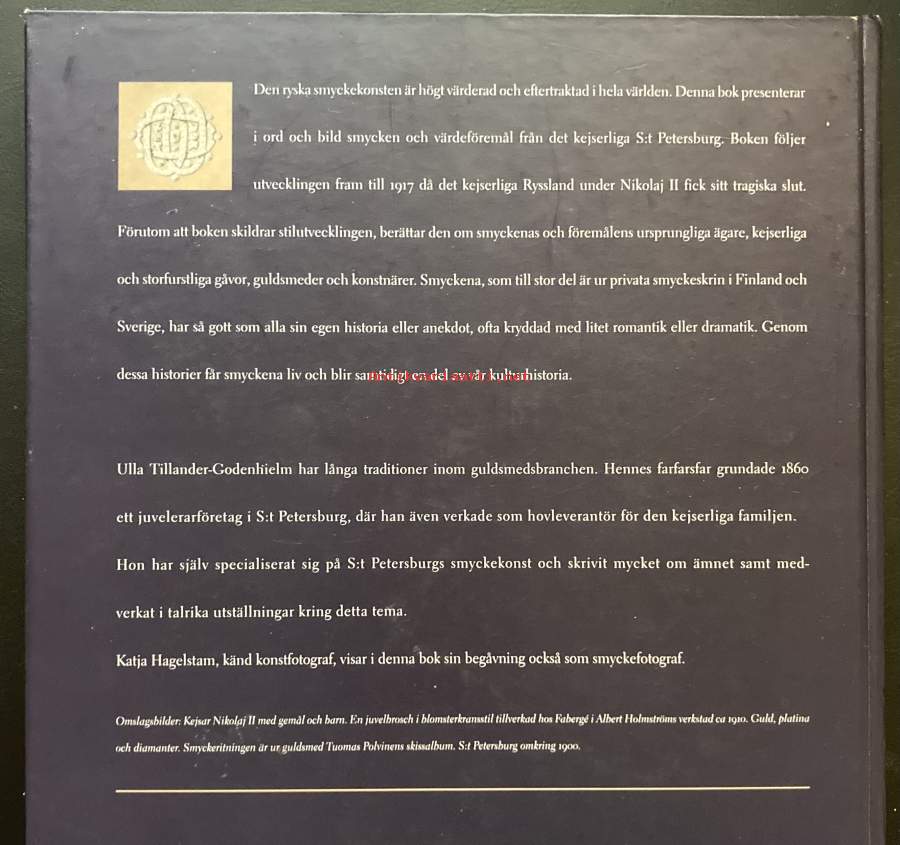 Den ryska smyckekonsten är högt värderad och eftertraktad i hela världen. Denna bok presenterar
i ord och bild smycken och värdeföremål från det kejserliga S:t Petersburg. Boken följer
utvecklingen fram till 1917 då det kejserliga Ryssland under Nikolaj II fick sitt tragiska slut.
Förutom att boken skildrar stilutvecklingen, berättar den om smyckenas och föremålens ursprungliga ägare, kejserliga
och storfurstliga gåvor, guldsmeder och konstnärer. Smyckena, som till stor del är ur privata smyckeskrin i Finland och
Sverige, har så gott som alla sin egen historia eller anekdot, ofta kryddad med litet romantik eller dramatik. Genom
dessa historier får smyckena liv och blir samtidigt en del av vår kulturhistoria.
Ulla Tillander-Godenhielm har långa traditioner inom guldsmedsbranchen. Hennes farfarsfar grundade 1860
ett juvelerarföretag i S:t Petersburg, där han även verkade som hovleverantör för den kejserliga familjen.
Hon har själv specialiserat sig på S:t Petersburgs smyckekonst och skrivit mycket om ämnet samt med-
verkat i talrika utställningar kring detta tema.
Katja Hagelstam, känd konstfotograf, visar i denna bok sin begåvning också som smyckefotograf.
Omslagsbilder: Kejsar Nikolaj II med gemål och barn. En juvelbrosch i blomsterkransstil tillverkad hos Fabergé i Albert Holmströms verkstad ca 1910. Guld, platina
och diamanter. Smyckeritningen är ur guldsmed Tuomas Polvinens skissalbum. S:t Petersburg omkring 1900.